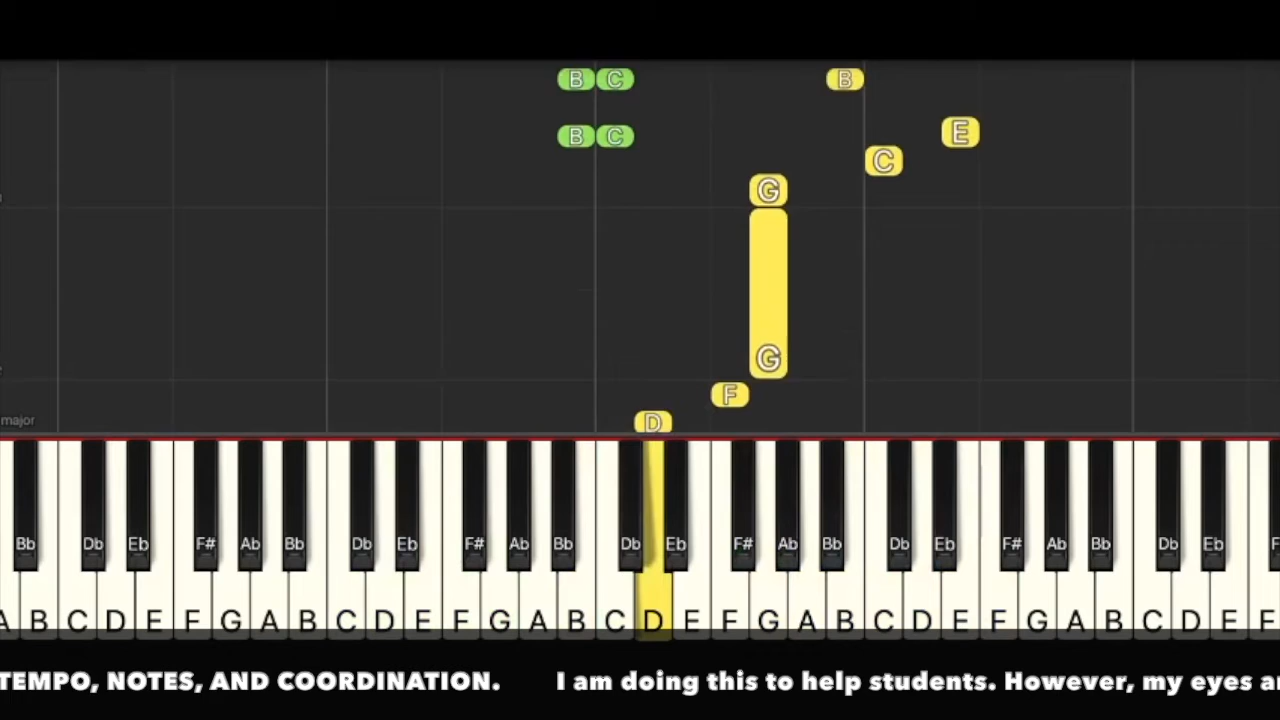 B C B
B C E
C
G
G
F
major D
Bb Db Eb F# Ab Bb Db Eb F# Ab Bb Db Eb F# Ab Bb Db Eb F# Ab Bb Db Eb F
A B C D E F G A B C D E F G A B C D E F G A B C D E F G A B C D E F
TEMPO, NOTES, AND COORDINATION. I am doing this to help students. However, my eyes ar